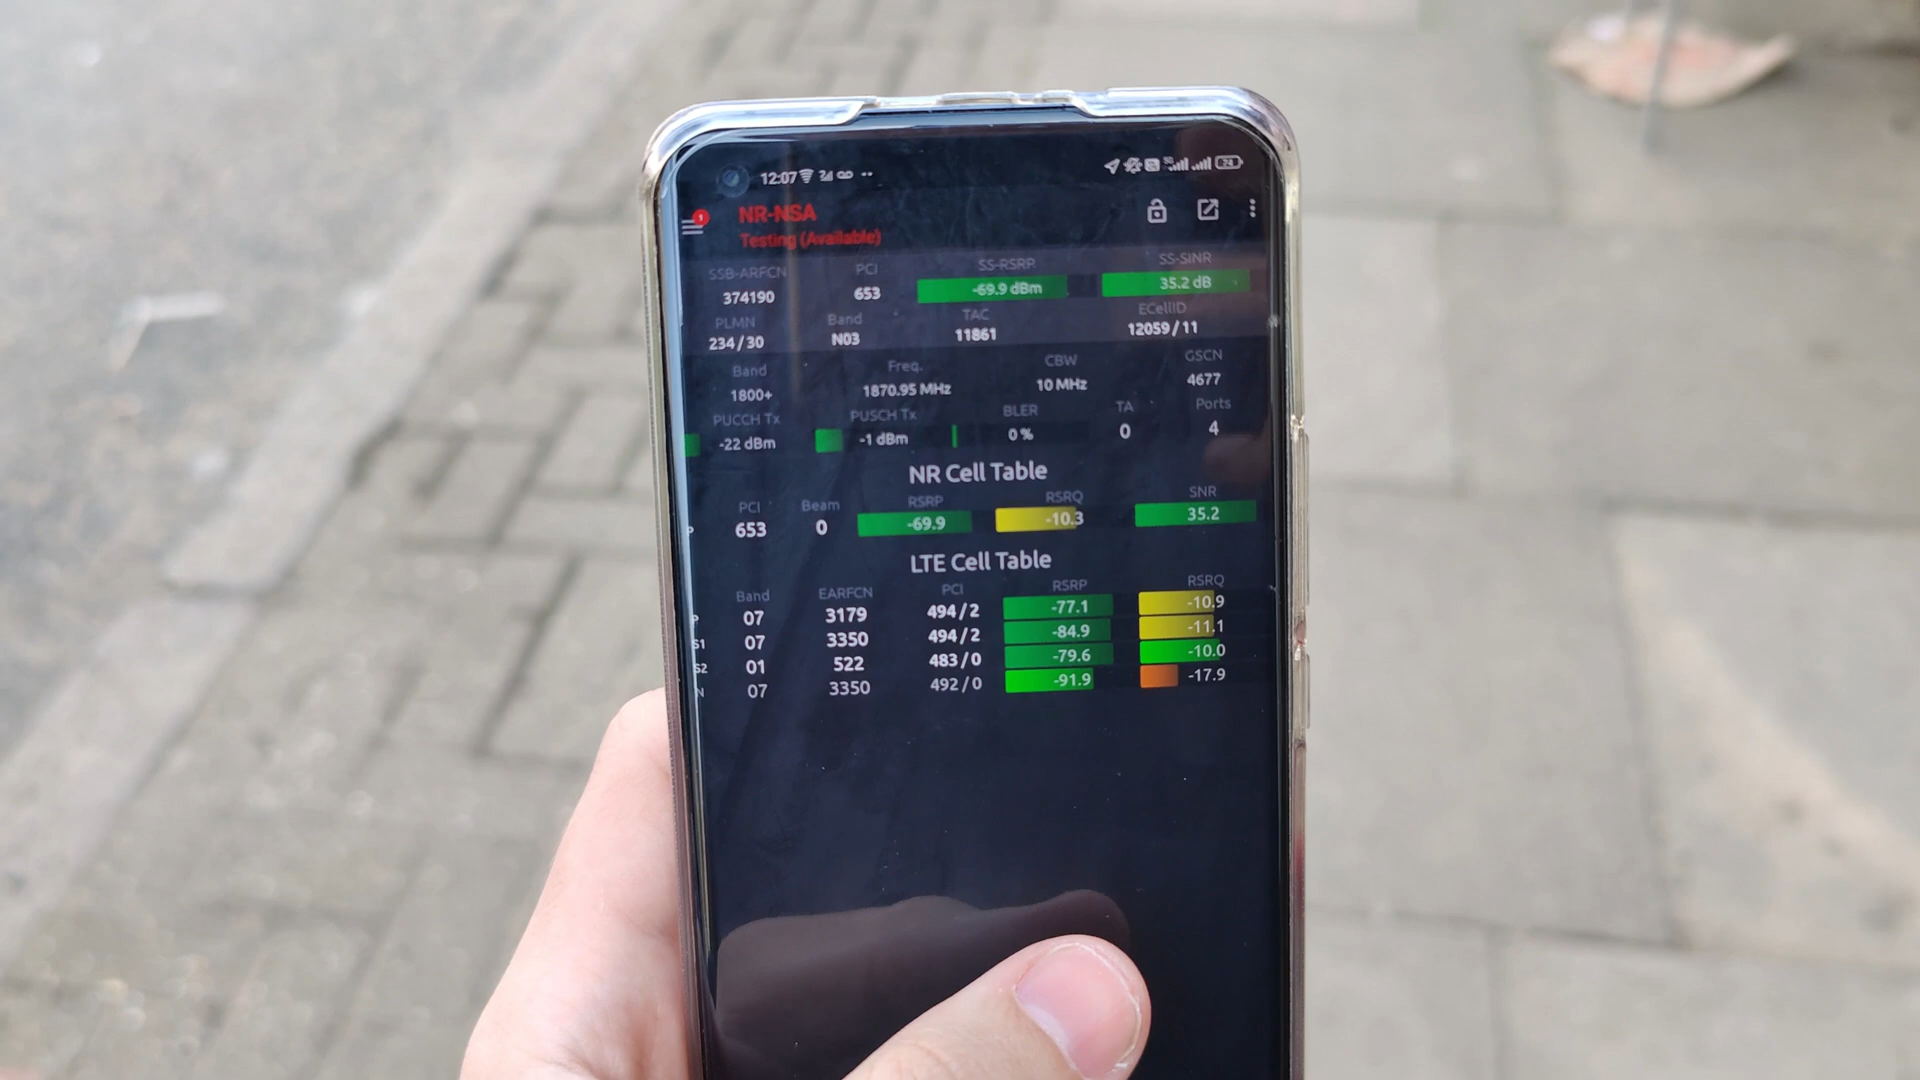 12:07
24
1
NR-NSA
Testing (Available)
SSB-ARFCN PCI SS-RSRP SS-SINR
374190 653 -69.9 dBm 35.2 dB
PLMN Band TAC ECellID
234/30 N03 11861 12059/11
Band Freq. CBW GSCN
1800+ 1870.95 MHz 10 MHz 4677
PUCCH Tx PUSCH Tx BLER TA Ports
-22 dBm -1 dBm 0 % 0 4
NR Cell Table
PCI Beam RSRP RSRQ SNR
P 653 0 -69.9 -10.3 35.2
LTE Cell Table
Band EARFCN PCI RSRP RSRQ
P 07 3179 494/2 -77.1 -10.9
S1 07 3350 494/2 -84.9 -11.1
S2 01 522 483/0 -79.6 -10.0
N 07 3350 492/0 -91.9 -17.9